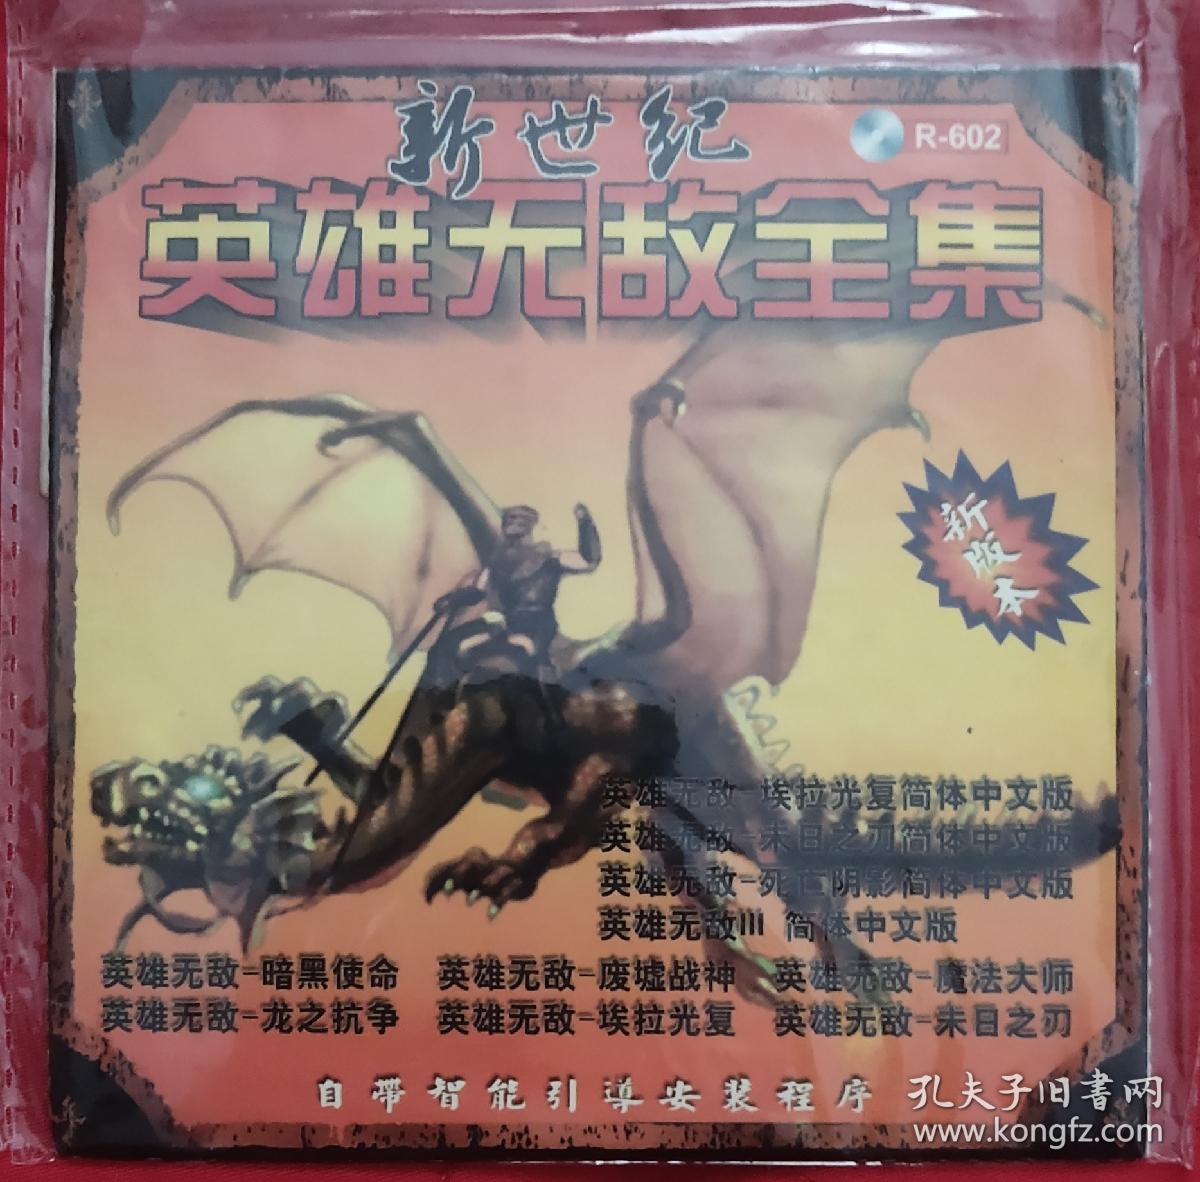 新世纪
R-602
英雄无敌全集
新版本
英雄无敌-埃拉光复简体中文版
英雄无敌-末日之刃简体中文版
英雄无敌-死亡阴影简体中文版
英雄无敌III 简体中文版
英雄无敌-暗黑使命 英雄无敌-废墟战神 英雄无敌-魔法大师
英雄无敌-龙之抗争 英雄无敌-埃拉光复 英雄无敌-末日之刃
自带智能引導安装程序
孔夫子旧書网
www.kongfz.com